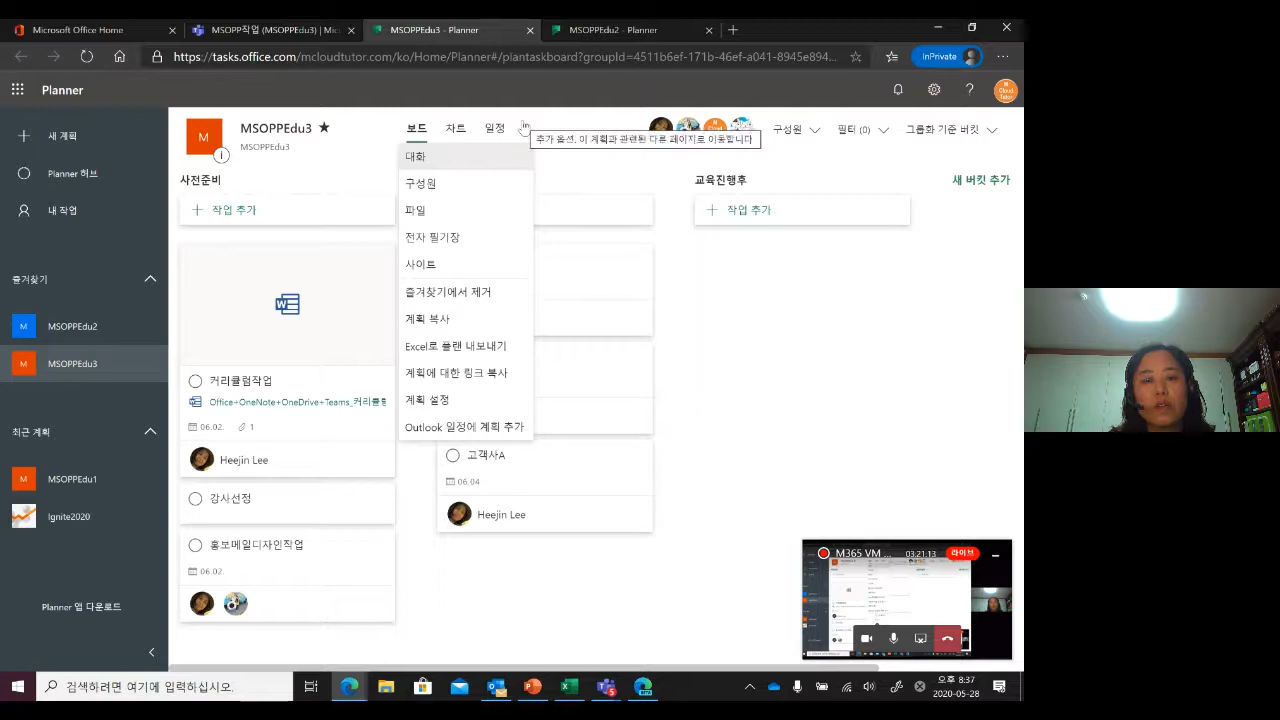 Microsoft Office Home
MSOPP작업 (MSOPPEdu3) | Mic
MSOPPEdu3 - Planner
MSOPPEdu2 - Planner
https://tasks.office.com/mcloudtutor.com/ko/Home/Planner#/plantaskboard?groupId=4511b6ef-171b-46ef-a041-8945e894...
InPrivate
Planner
M Cloud Tutor
새 계획
Planner 허브
내 작업
즐겨찾기
M MSOPPEdu2
M MSOPPEdu3
최근 계획
M MSOPPEdu1
Ignite2020
Planner 앱 다운로드
M
MSOPPEdu3 ★
MSOPPEdu3
보드
차트
일정
추가 옵션. 이 계획과 관련된 다른 페이지로 이동합니다
구성원
필터 (0)
그룹화 기준 버킷
대화
구성원
파일
전자 필기장
사이트
즐겨찾기에서 제거
계획 복사
Excel로 플랜 내보내기
계획에 대한 링크 복사
계획 설정
Outlook 일정에 계획 추가
사전준비
작업 추가
커리큘럼작업
Office+OneNote+OneDrive+Teams_커리큘
06.02.
1
Heejin Lee
강사선정
홍보메일디자인작업
06.02.
고객사A
06.04
Heejin Lee
교육진행후
작업 추가
새 버킷 추가
M365 VM ...
03:21:13
라이브
검색하려면 여기에 입력하십시오.
오후 8:37
2020-05-28